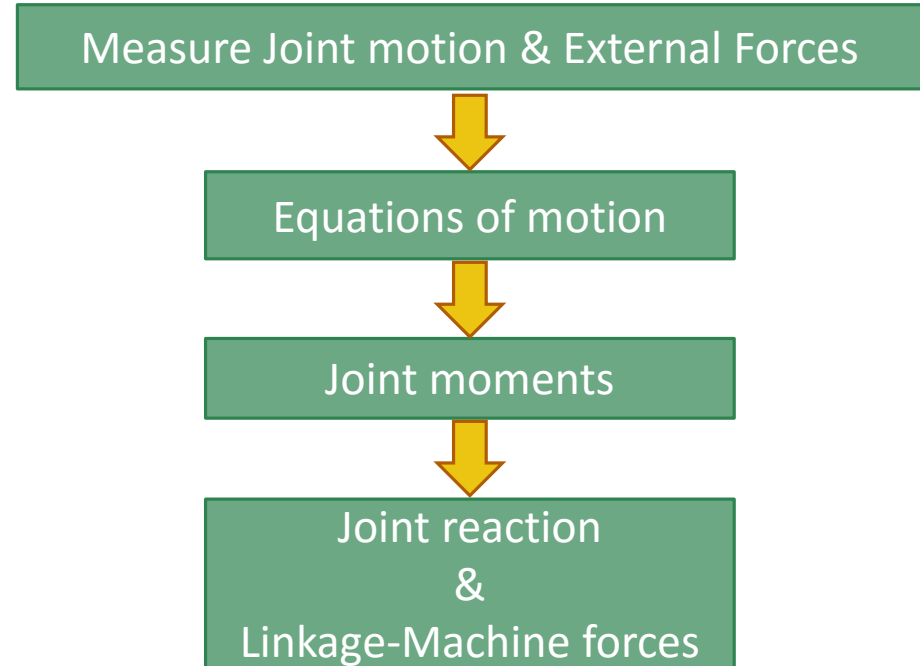 Measure Joint motion & External Forces
Equations of motion
Joint moments
Joint reaction
&
Linkage-Machine forces